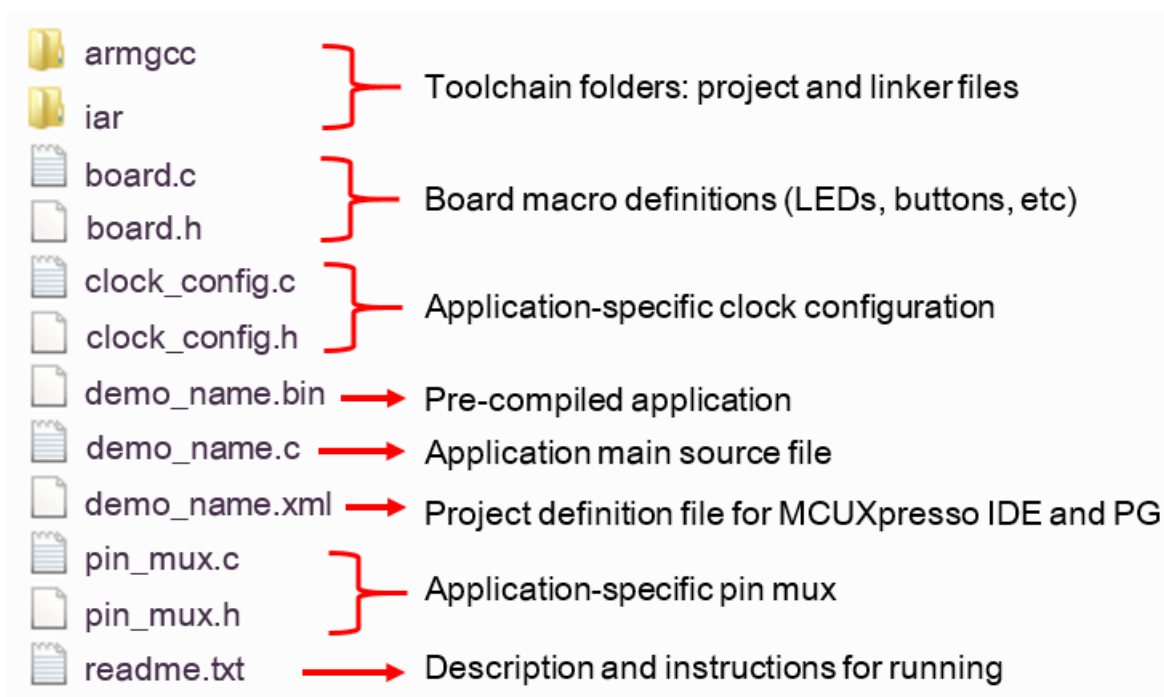 armgcc
iar
Toolchain folders: project and linker files
board.c
board.h
Board macro definitions (LEDs, buttons, etc)
clock_config.c
clock_config.h
Application-specific clock configuration
demo_name.bin Pre-compiled application
demo_name.c Application main source file
demo_name.xml Project definition file for MCUXpresso IDE and PG
pin_mux.c
pin_mux.h
Application-specific pin mux
readme.txt Description and instructions for running